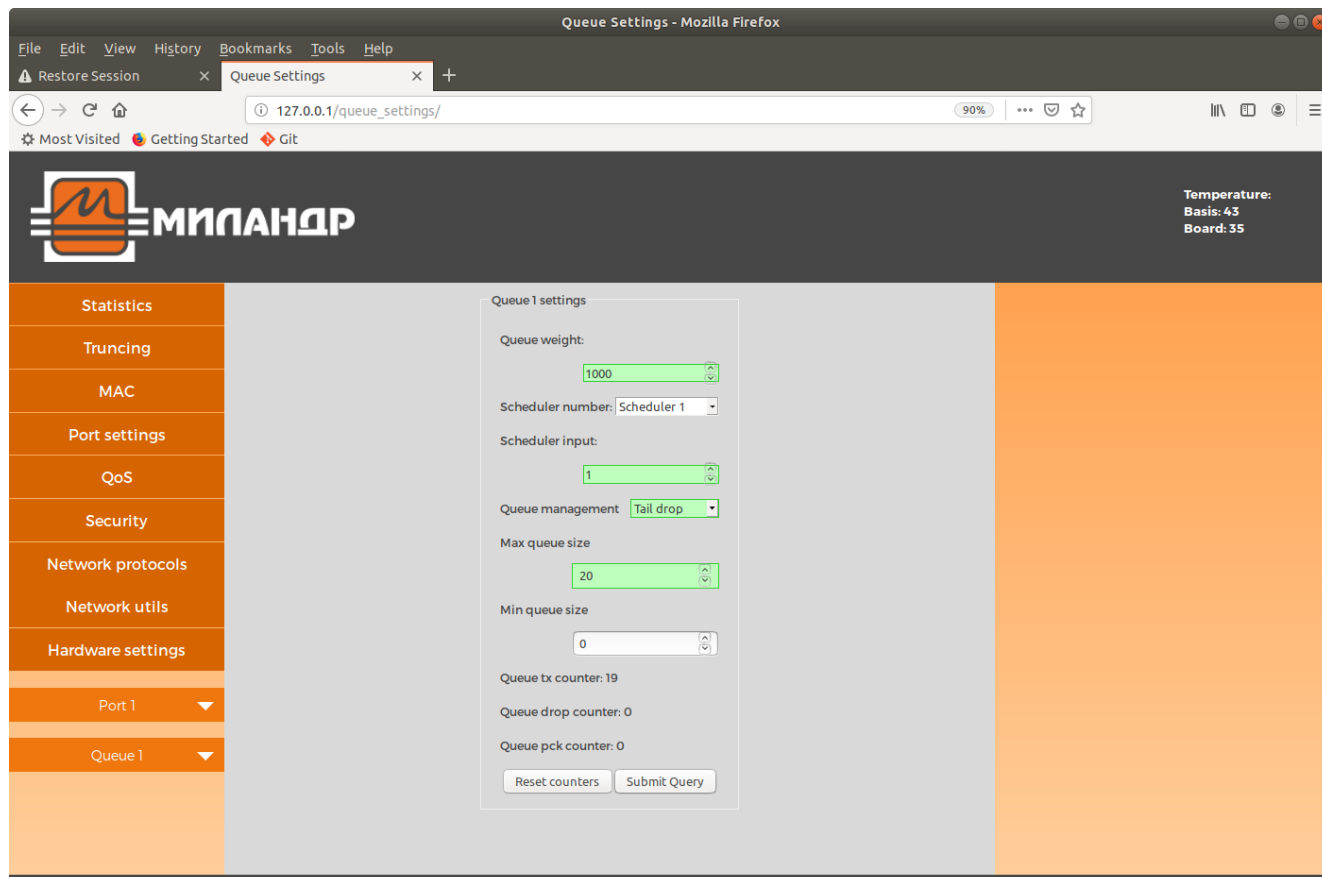 Queue Settings - Mozilla Firefox
File Edit View History Bookmarks Tools Help
Restore Session
Queue Settings
127.0.0.1/queue_settings/
90%
Most Visited Getting Started Git
МИЛАНДР
Temperature:
Basis: 43
Board: 35
Statistics
Truncing
MAC
Port settings
QoS
Security
Network protocols
Network utils
Hardware settings
Port 1
Queue 1
Queue 1 settings
Queue weight:
1000
Scheduler number: Scheduler 1
Scheduler input:
1
Queue management Tail drop
Max queue size
20
Min queue size
0
Queue tx counter: 19
Queue drop counter: 0
Queue pck counter: 0
Reset counters Submit Query